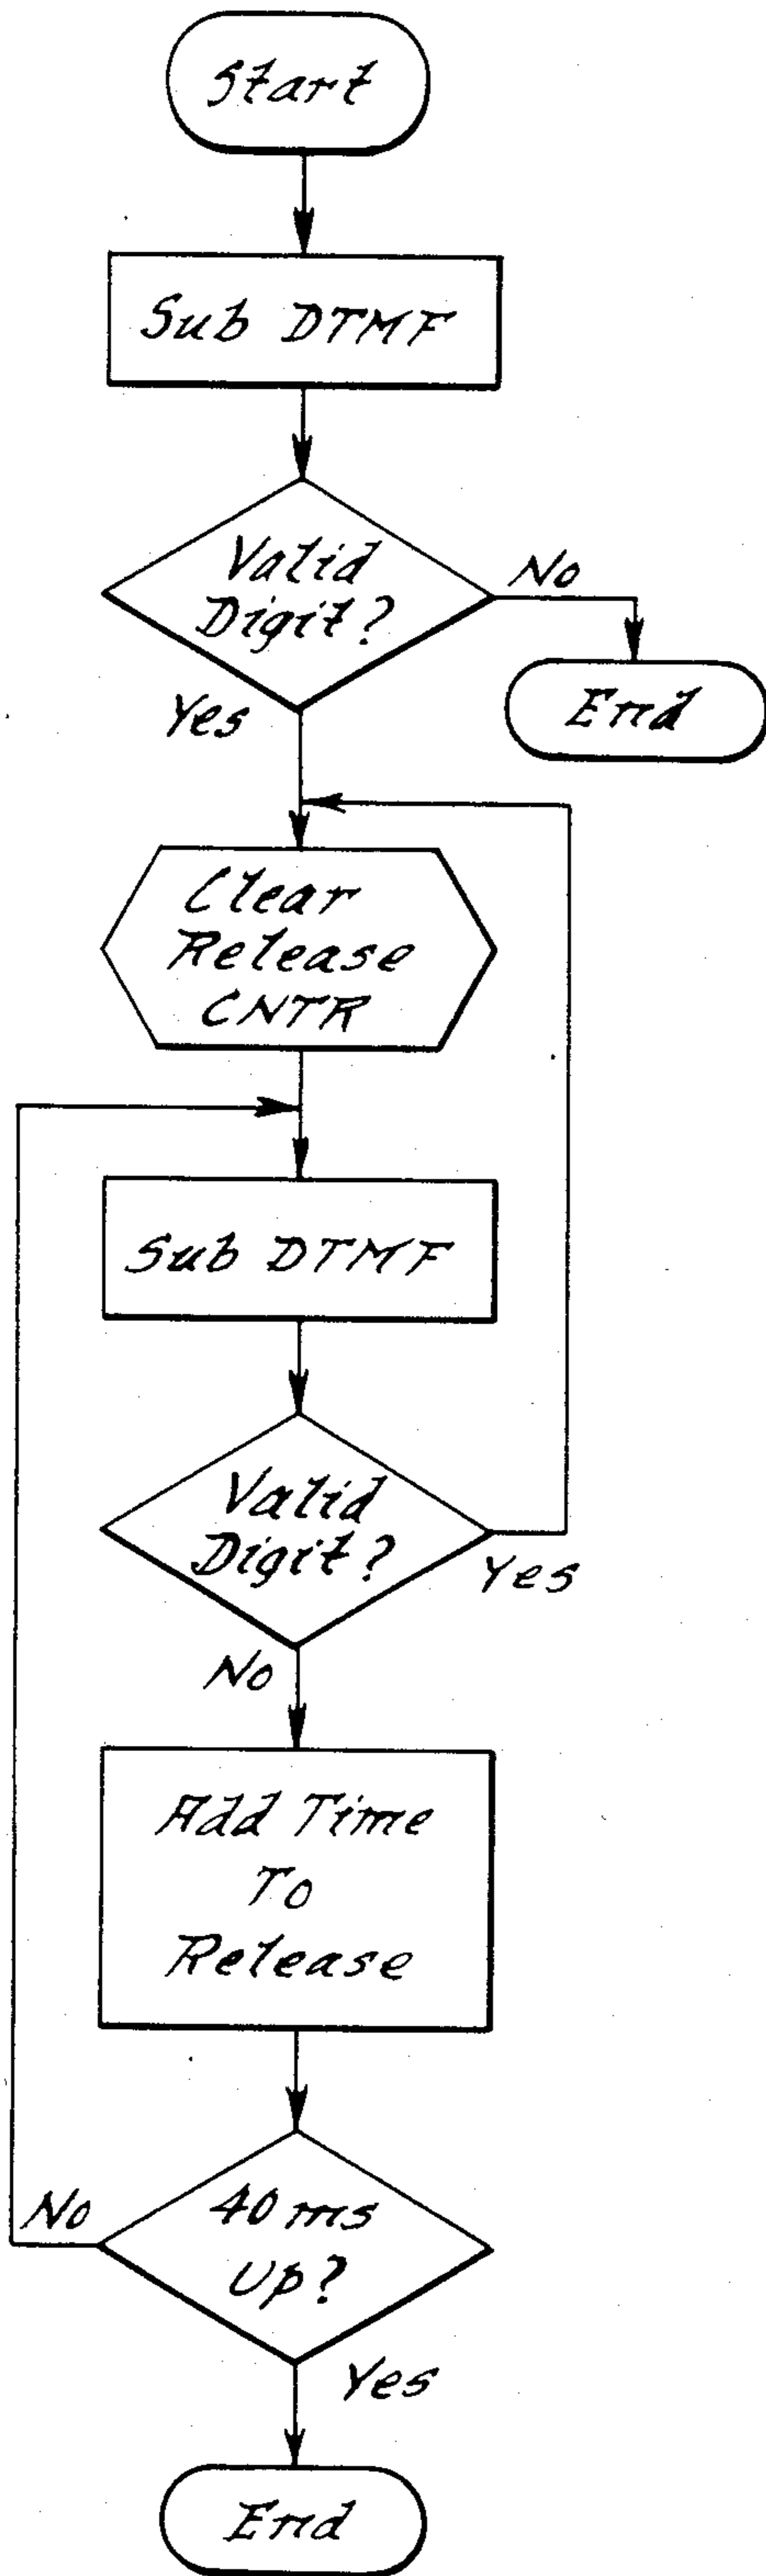 Start
Sub DTMF
Valid
Digit?
No
End
Yes
Clear
Release
CNTR
Sub DTMF
Valid
Digit?
Yes
No
Add Time
To
Release
40 ms
Up?
No
Yes
End